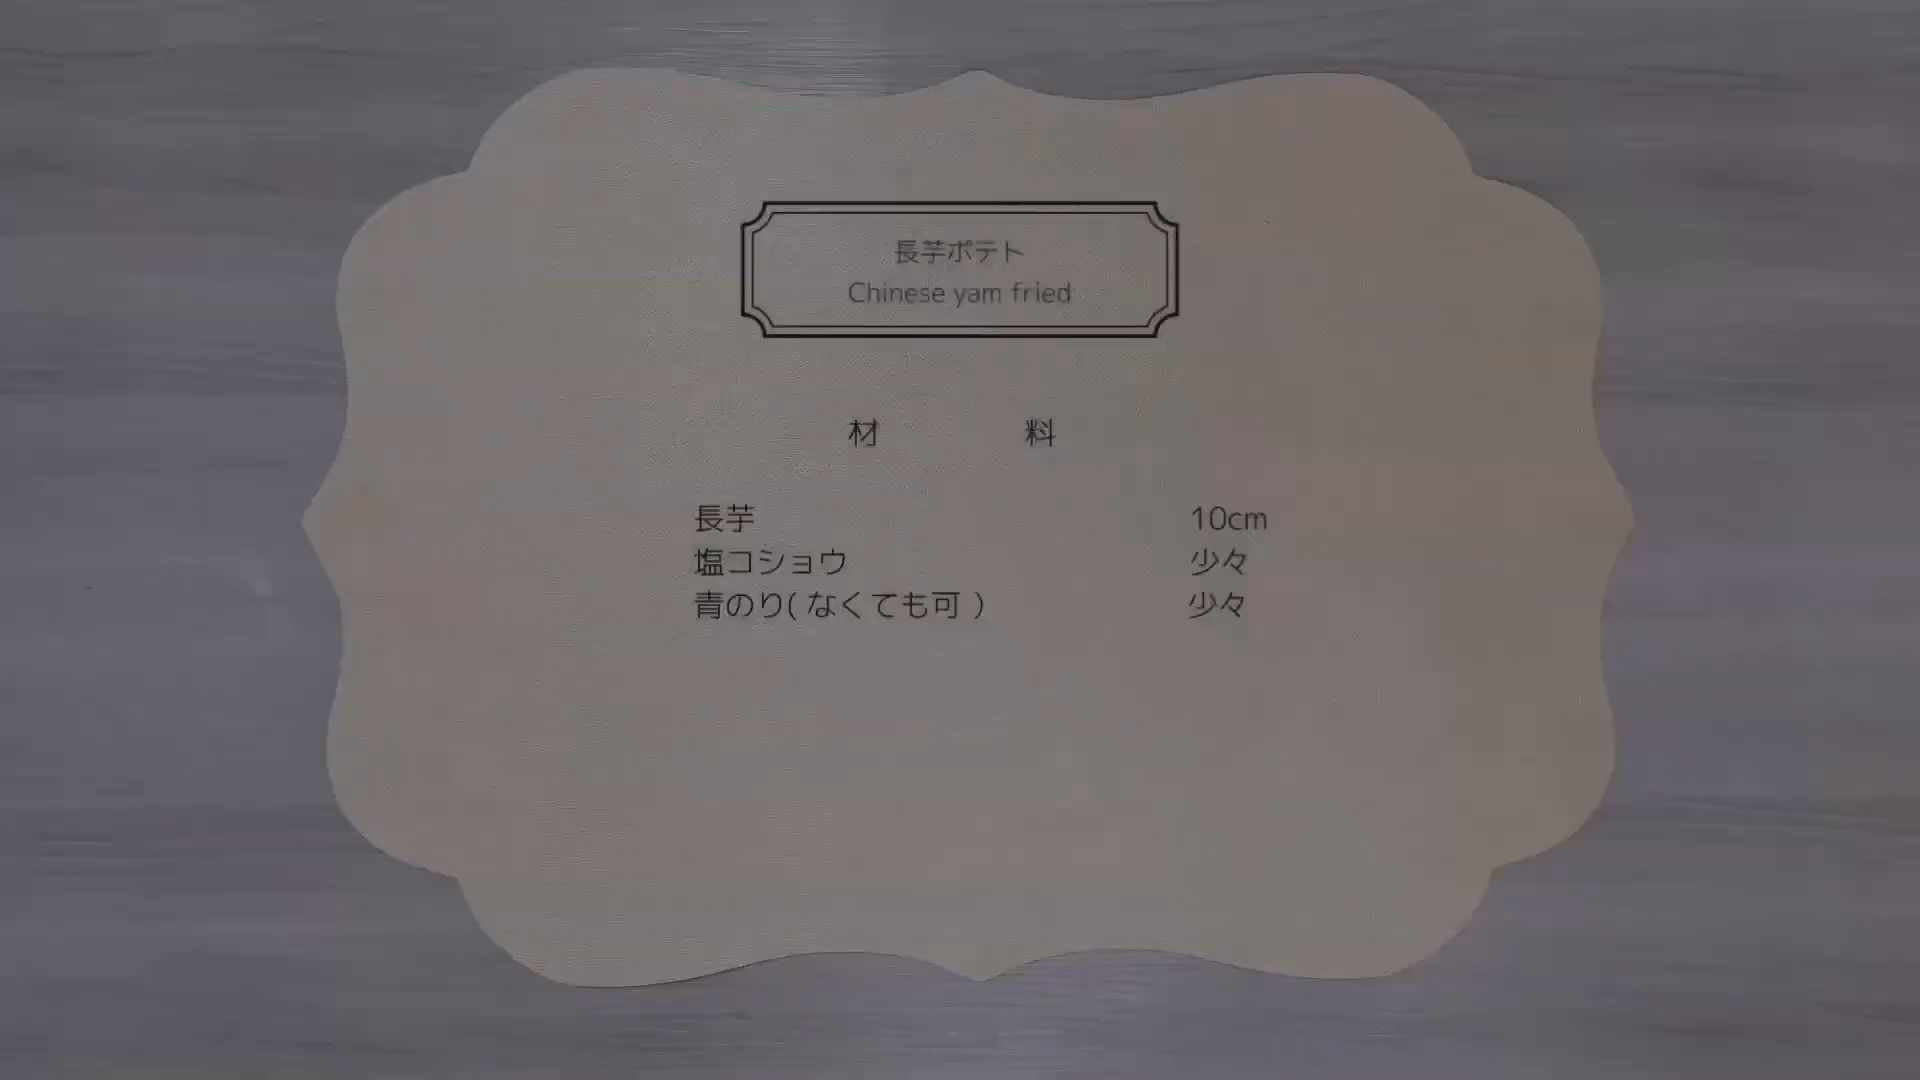 長芋ポテト
Chinese yam fried
材 料
長芋 10cm
塩コショウ 少々
青のり( なくても可 ) 少々